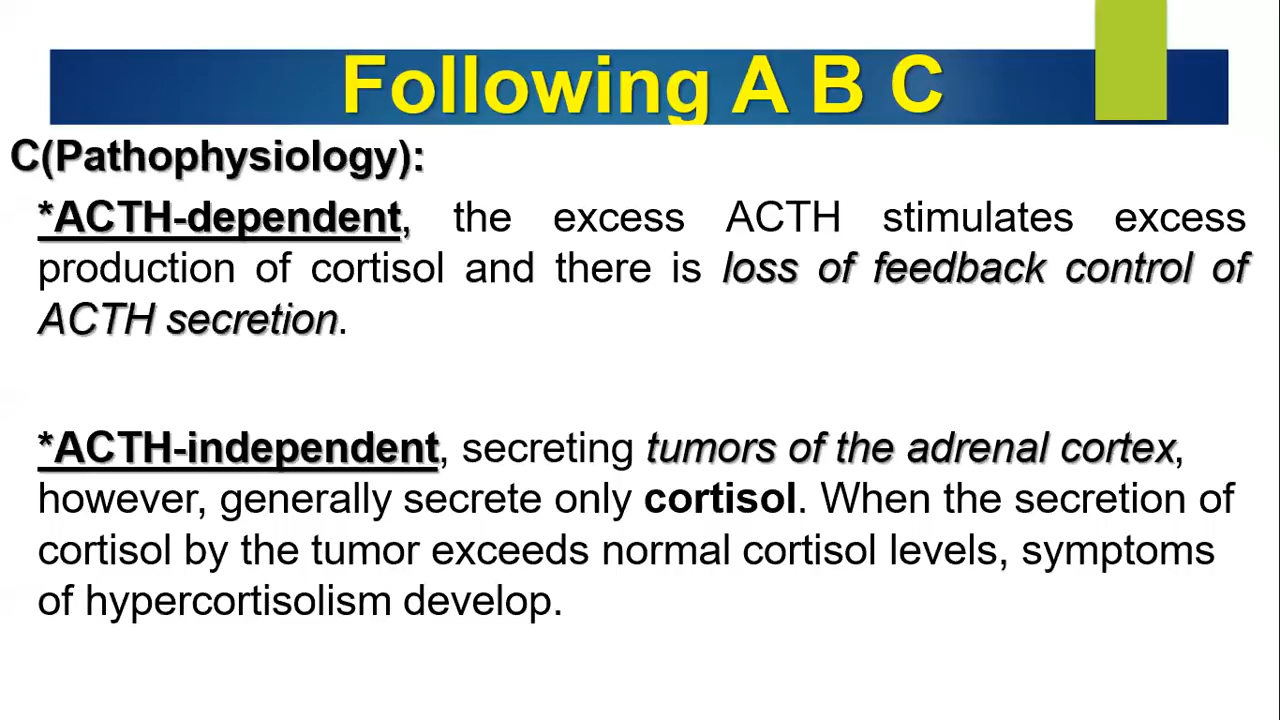 Following A B C
C(Pathophysiology):
*ACTH-dependent, the excess ACTH stimulates excess
production of cortisol and there is loss of feedback control of
ACTH secretion.
*ACTH-independent, secreting tumors of the adrenal cortex,
however, generally secrete only cortisol. When the secretion of
cortisol by the tumor exceeds normal cortisol levels, symptoms
of hypercortisolism develop.